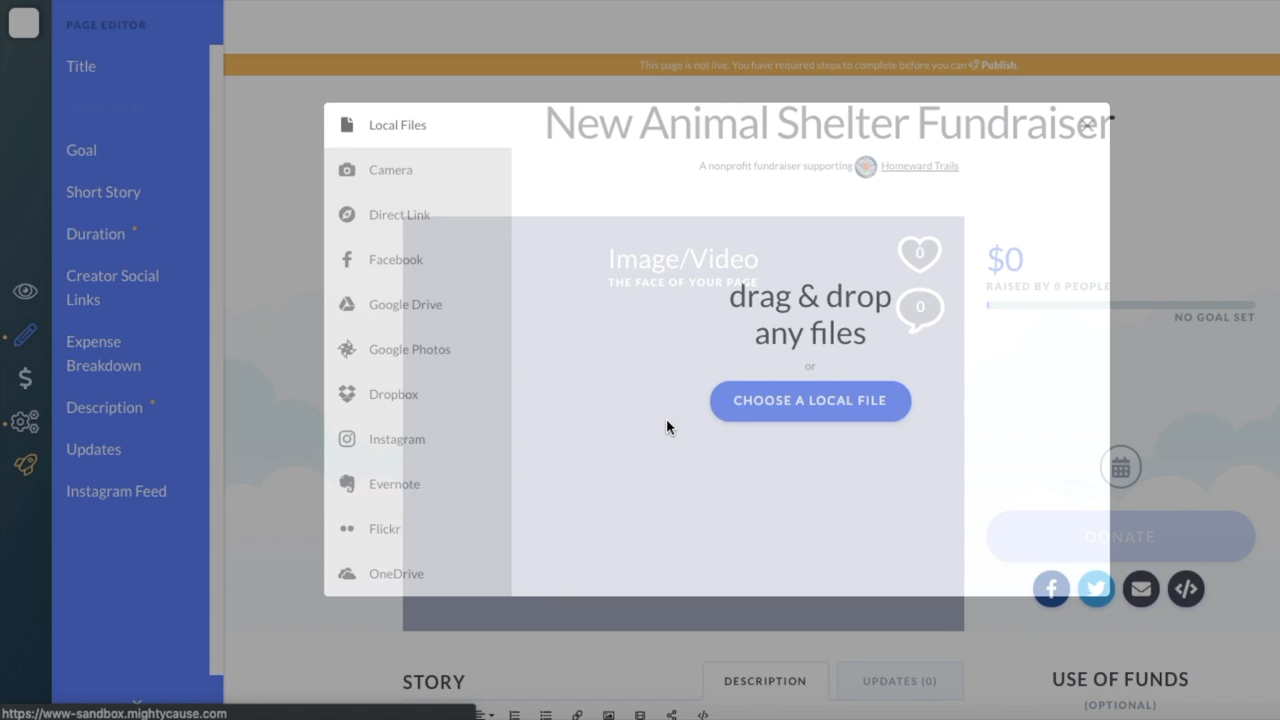 PAGE EDITOR
Title
Goal
Short Story
Duration *
Creator Social
Links
Expense
Breakdown
Description *
Updates
Instagram Feed
This page is not live. You have required steps to complete before you can Publish.
New Animal Shelter Fundraiser
A nonprofit fundraiser supporting Homeward Trails
Local Files
Camera
Direct Link
Facebook
Google Drive
Google Photos
Dropbox
Instagram
Evernote
Flickr
OneDrive
Image/Video
THE FACE OF YOUR PAGE
0
0
drag & drop
any files
or
CHOOSE A LOCAL FILE
$0
RAISED BY 0 PEOPLE
NO GOAL SET
DONATE
STORY
DESCRIPTION
UPDATES (0)
USE OF FUNDS
(OPTIONAL)
https://www-sandbox.mightycause.com